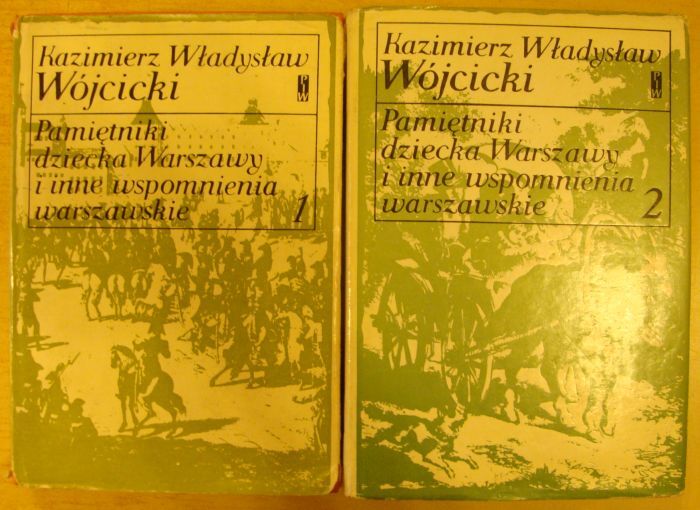 Kazimierz Władysław
Wójcicki
PIW
Pamiętniki
dziecka Warszawy
i inne wspomnienia
warszawskie 1
Kazimierz Władysław
Wójcicki
PIW
Pamiętniki
dziecka Warszawy
i inne wspomnienia
warszawskie 2